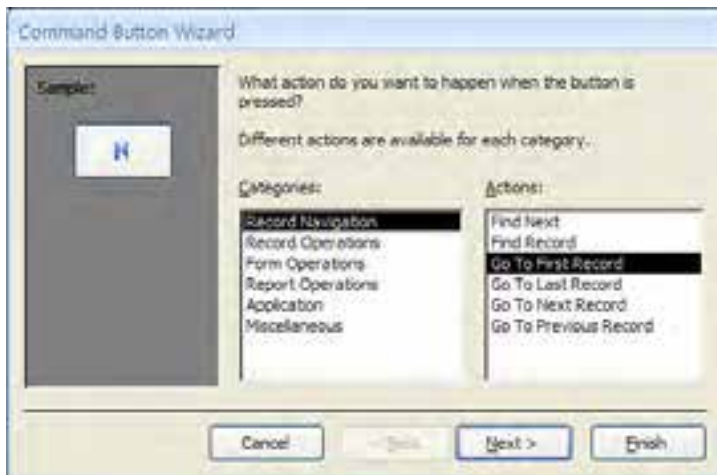 Command Button Wizard
Sample:
What action do you want to happen when the button is
pressed?
Different actions are available for each category.
Categories:
Record Navigation
Record Operations
Form Operations
Report Operations
Application
Miscellaneous
Actions:
Find Next
Find Record
Go To First Record
Go To Last Record
Go To Next Record
Go To Previous Record
Cancel
< Back
Next >
Finish